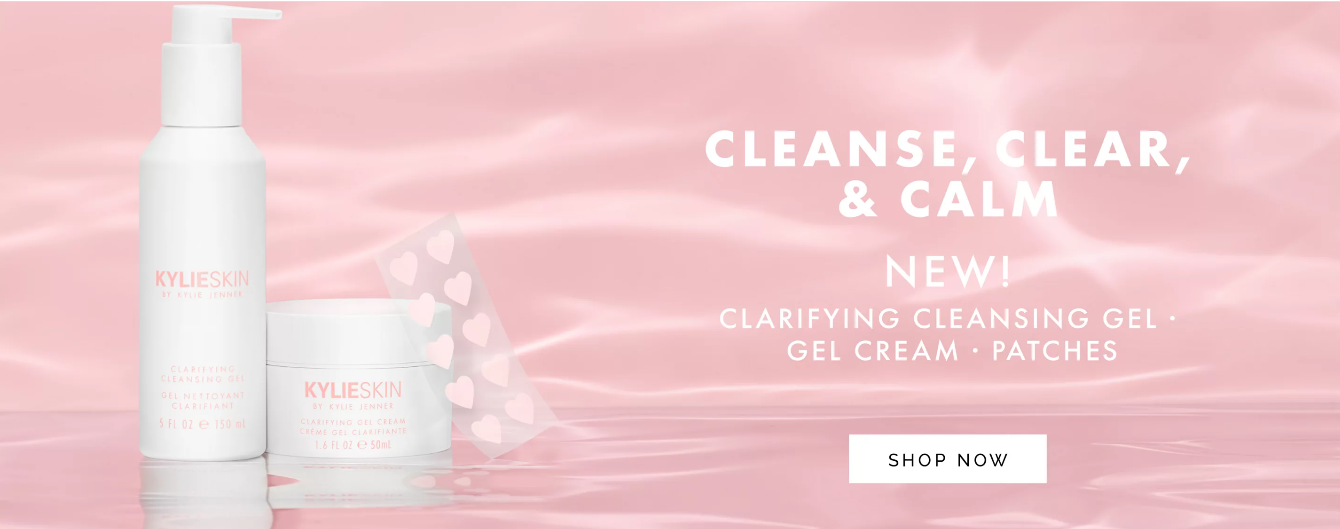 KYLIESKIN
BY KYLIE JENNER
CLARIFYING
CLEANSING GEL
GEL NETTOYANT
CLARIFIANT
5 FL OZ ℮ 150 mL
KYLIESKIN
BY KYLIE JENNER
CLARIFYING GEL CREAM
CRÈME GEL CLARIFIANTE
1.6 FL OZ ℮ 50mL
CLEANSE, CLEAR,
& CALM
NEW!
CLARIFYING CLEANSING GEL ·
GEL CREAM · PATCHES
SHOP NOW